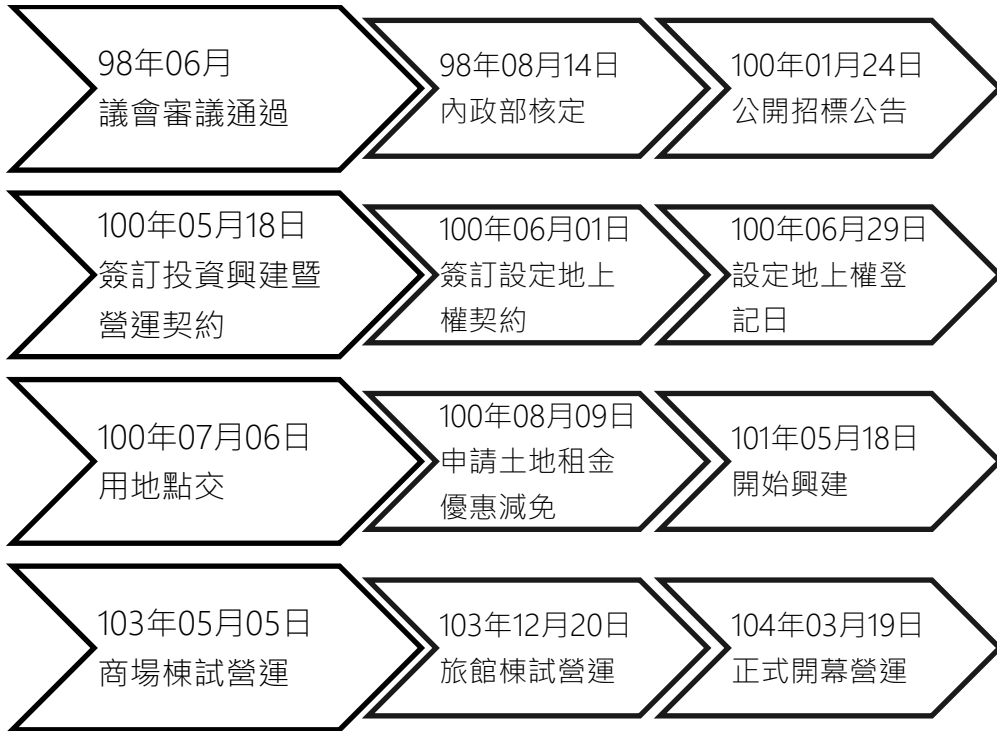 98年06月
議會審議通過
98年08月14日
內政部核定
100年01月24日
公開招標公告
100年05月18日
簽訂投資興建暨
營運契約
100年06月01日
簽訂設定地上
權契約
100年06月29日
設定地上權登
記日
100年07月06日
用地點交
100年08月09日
申請土地租金
優惠減免
101年05月18日
開始興建
103年05月05日
商場棟試營運
103年12月20日
旅館棟試營運
104年03月19日
正式開幕營運